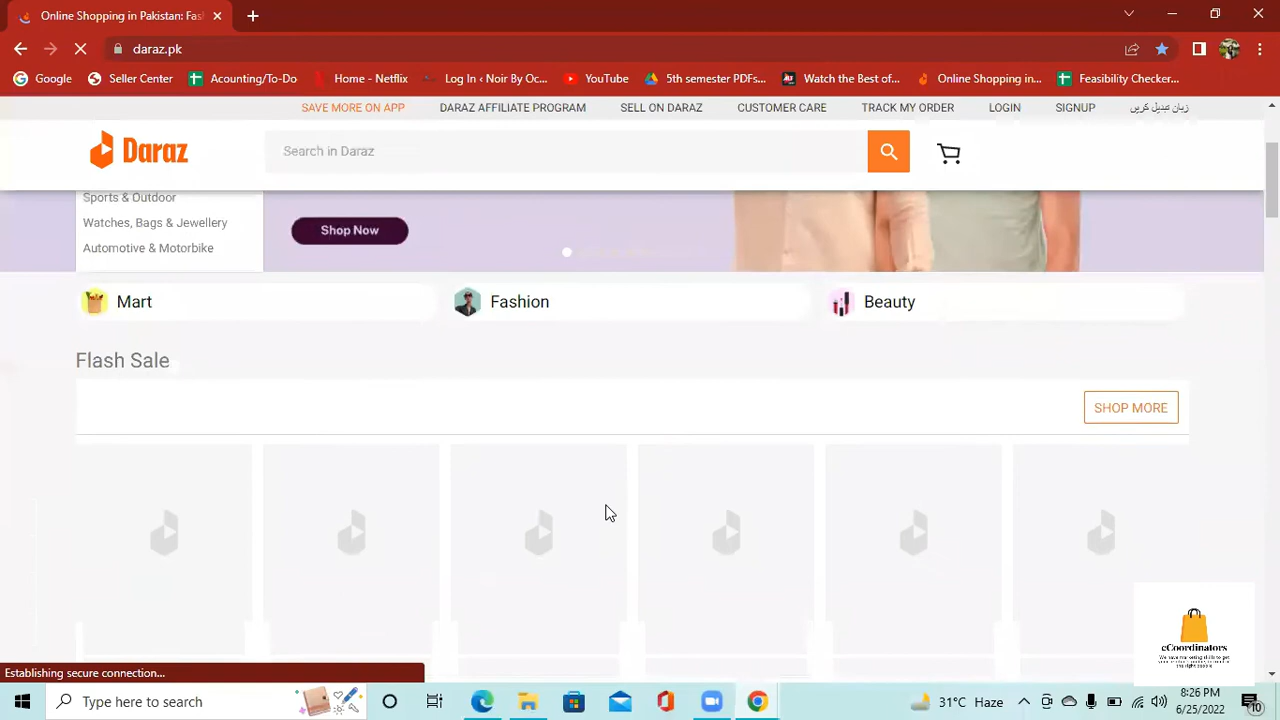 Online Shopping in Pakistan: Fas
daraz.pk
Google Seller Center Acounting/To-Do Home - Netflix Log In ‹ Noir By Oc... YouTube 5th semester PDFs... Watch the Best of... Online Shopping in... Feasibility Checker...
SAVE MORE ON APP DARAZ AFFILIATE PROGRAM SELL ON DARAZ CUSTOMER CARE TRACK MY ORDER LOGIN SIGNUP زبان تبدیل کریں
Daraz Search in Daraz
Sports & Outdoor
Watches, Bags & Jewellery
Automotive & Motorbike
Shop Now
Mart Fashion Beauty
Flash Sale
SHOP MORE
eCoordinators
Establishing secure connection...
Type here to search 31°C Haze 8:26 PM
6/25/2022 10